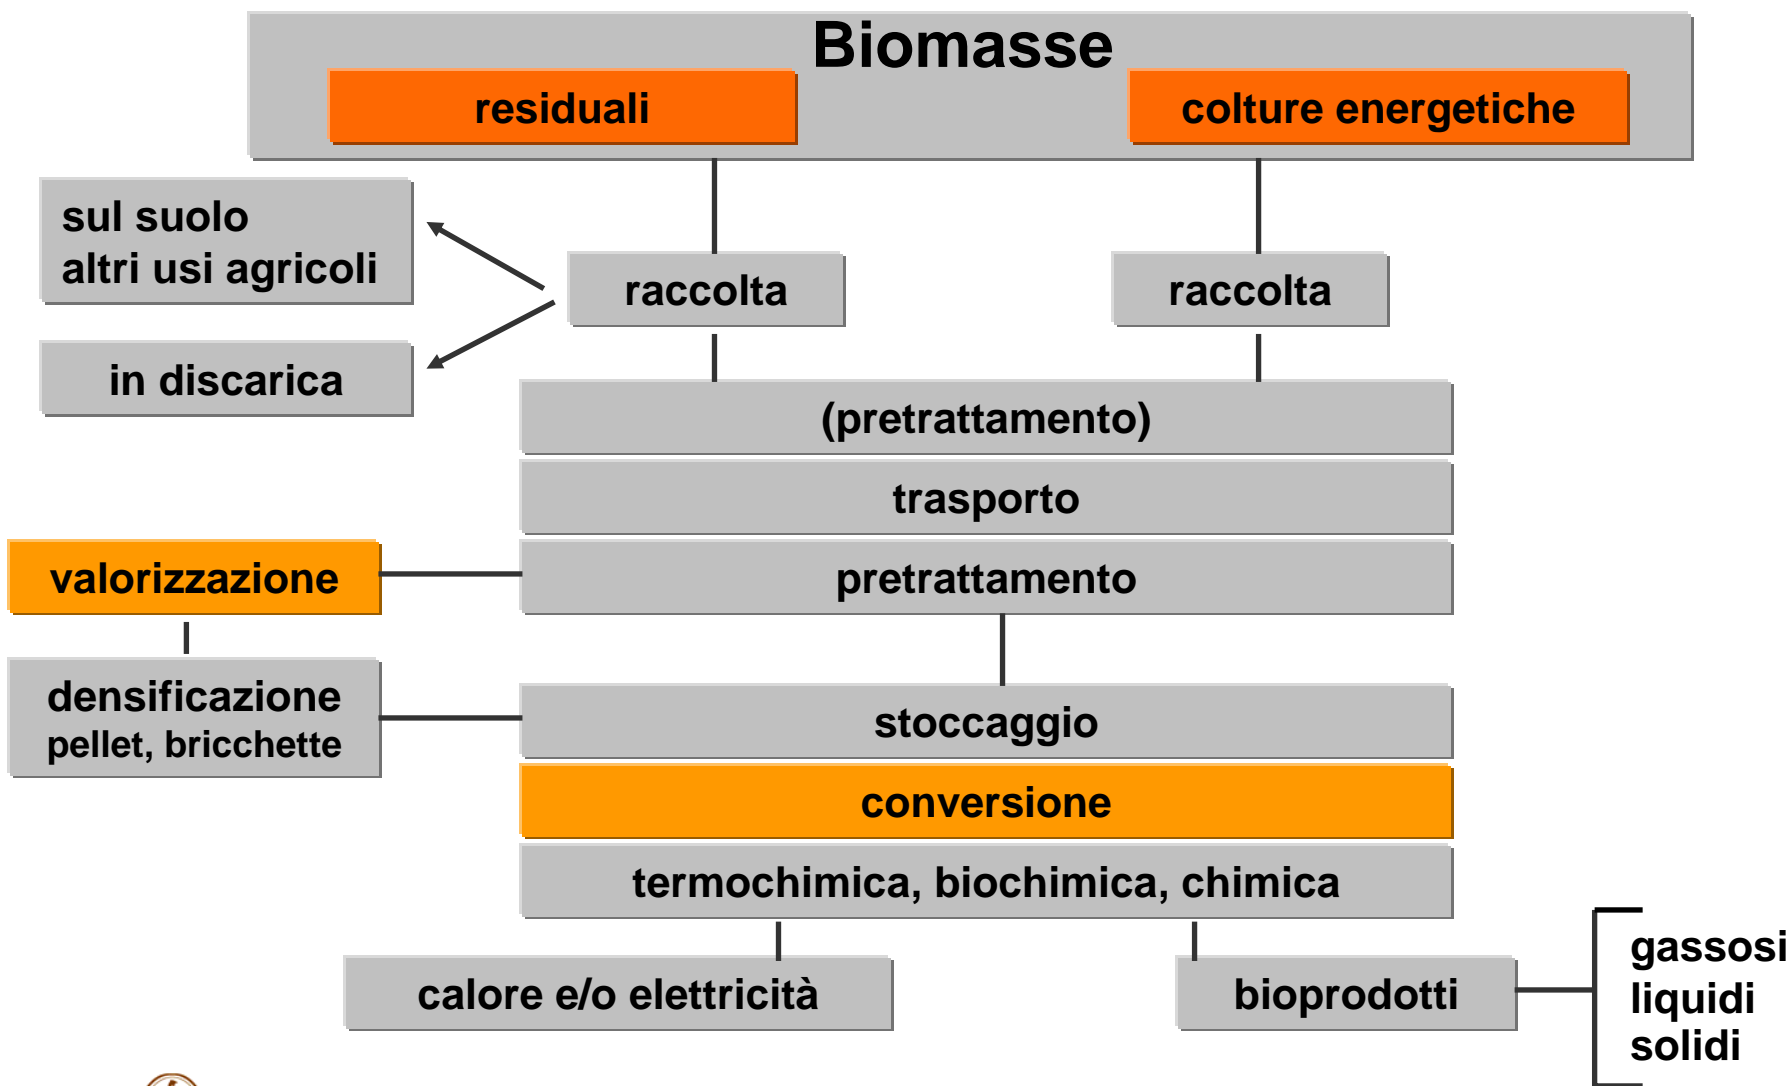 Biomasse
residuali
colture energetiche
sul suolo
altri usi agricoli
raccolta
raccolta
in discarica
(pretrattamento)
trasporto
valorizzazione
pretrattamento
densificazione
pellet, bricchette
stoccaggio
conversione
termochimica, biochimica, chimica
calore e/o elettricità
bioprodotti
gassosi
liquidi
solidi